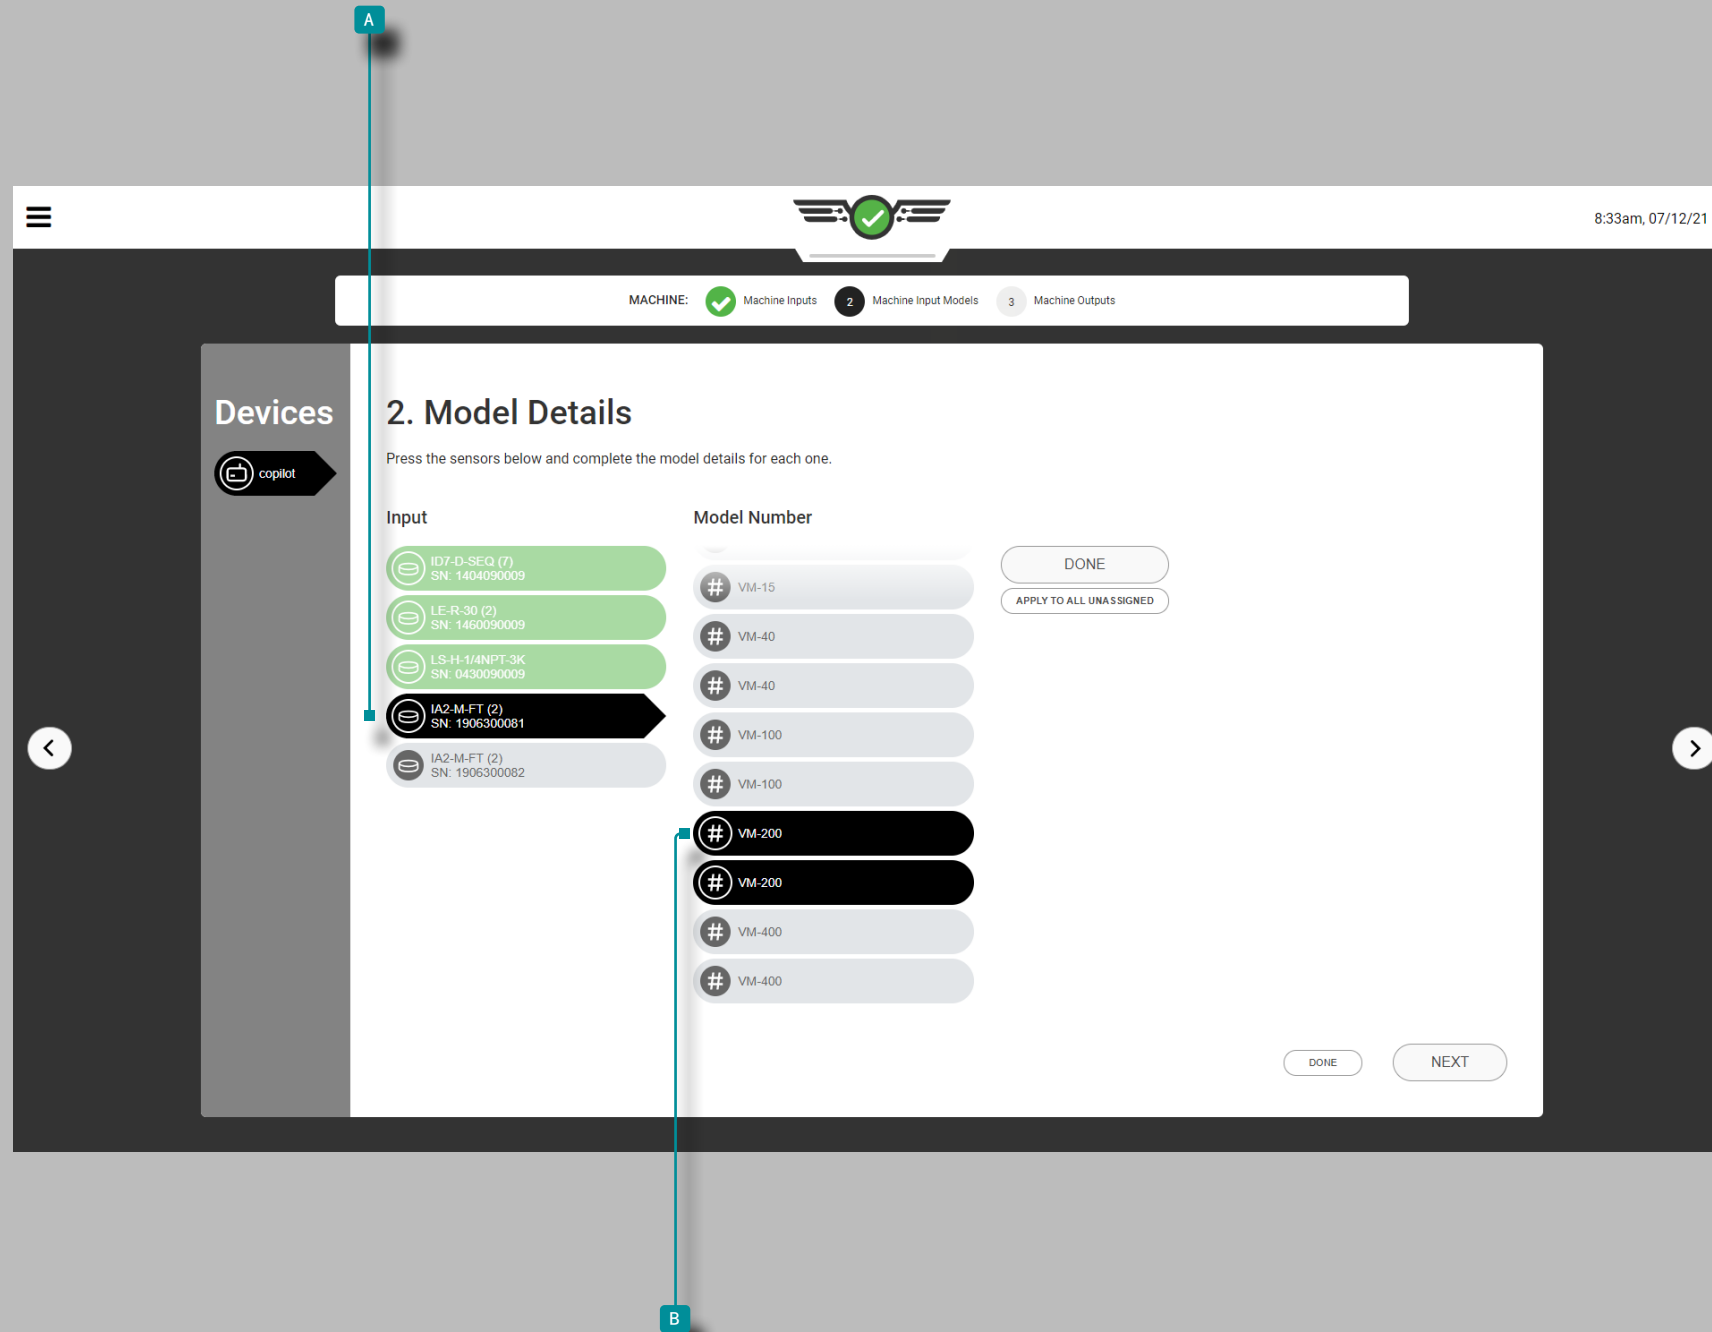 A
8:33am, 07/12/21
MACHINE: Machine Inputs 2 Machine Input Models 3 Machine Outputs
Devices
copilot
2. Model Details
Press the sensors below and complete the model details for each one.
Input
ID7-D-SEQ (7)
SN: 1404090009
LE-R-30 (2)
SN: 1460090009
LS-H-1/4NPT-3K
SN: 0430090009
IA2-M-FT (2)
SN: 1906300081
IA2-M-FT (2)
SN: 1906300082
Model Number
# VM-15
# VM-40
# VM-40
# VM-100
# VM-100
# VM-200
# VM-200
# VM-400
# VM-400
DONE
APPLY TO ALL UNASSIGNED
DONE
NEXT
B